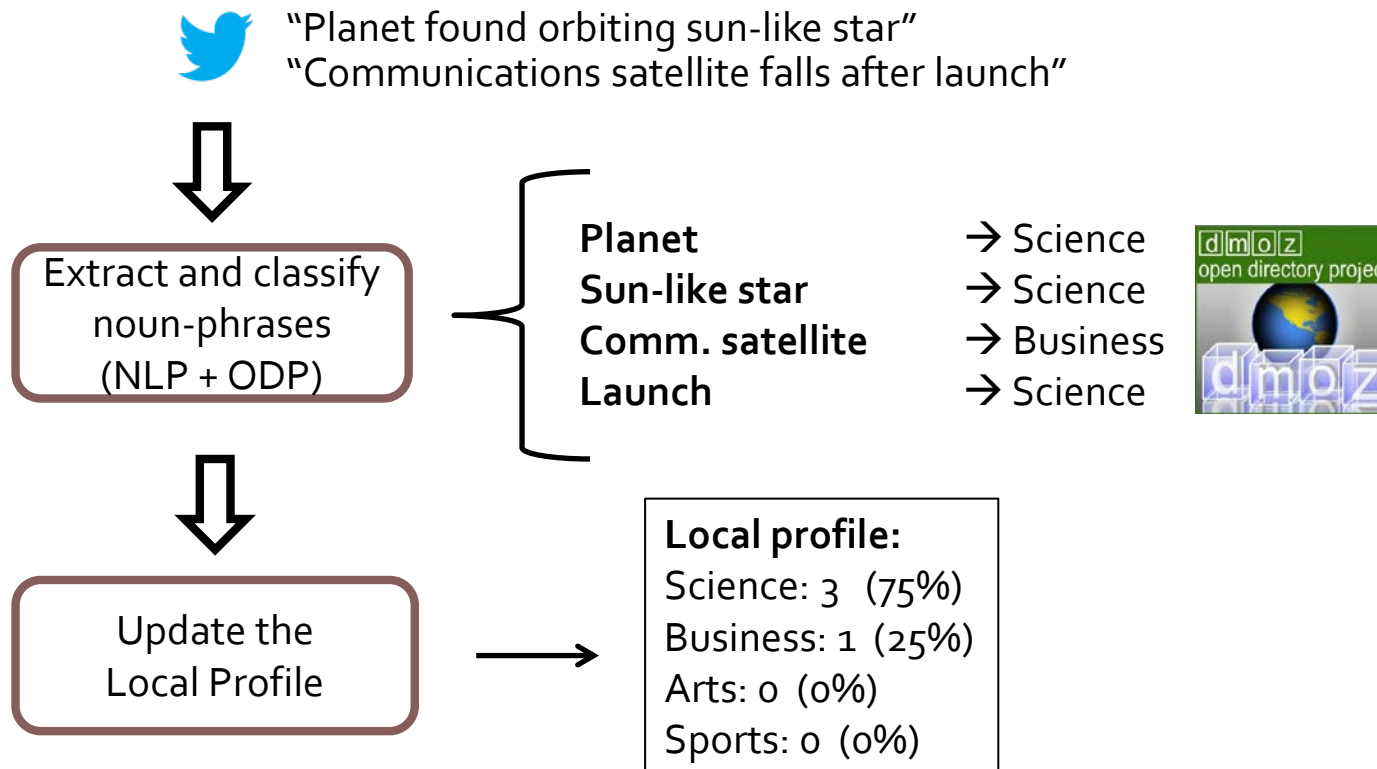 “Planet found orbiting sun-like star”
“Communications satellite falls after launch”
Extract and classify
noun-phrases
(NLP + ODP)
Planet → Science
Sun-like star → Science
Comm. satellite → Business
Launch → Science
dmoz
open directory projec
dmoz
Update the
Local Profile
Local profile:
Science: 3 (75%)
Business: 1 (25%)
Arts: 0 (0%)
Sports: 0 (0%)